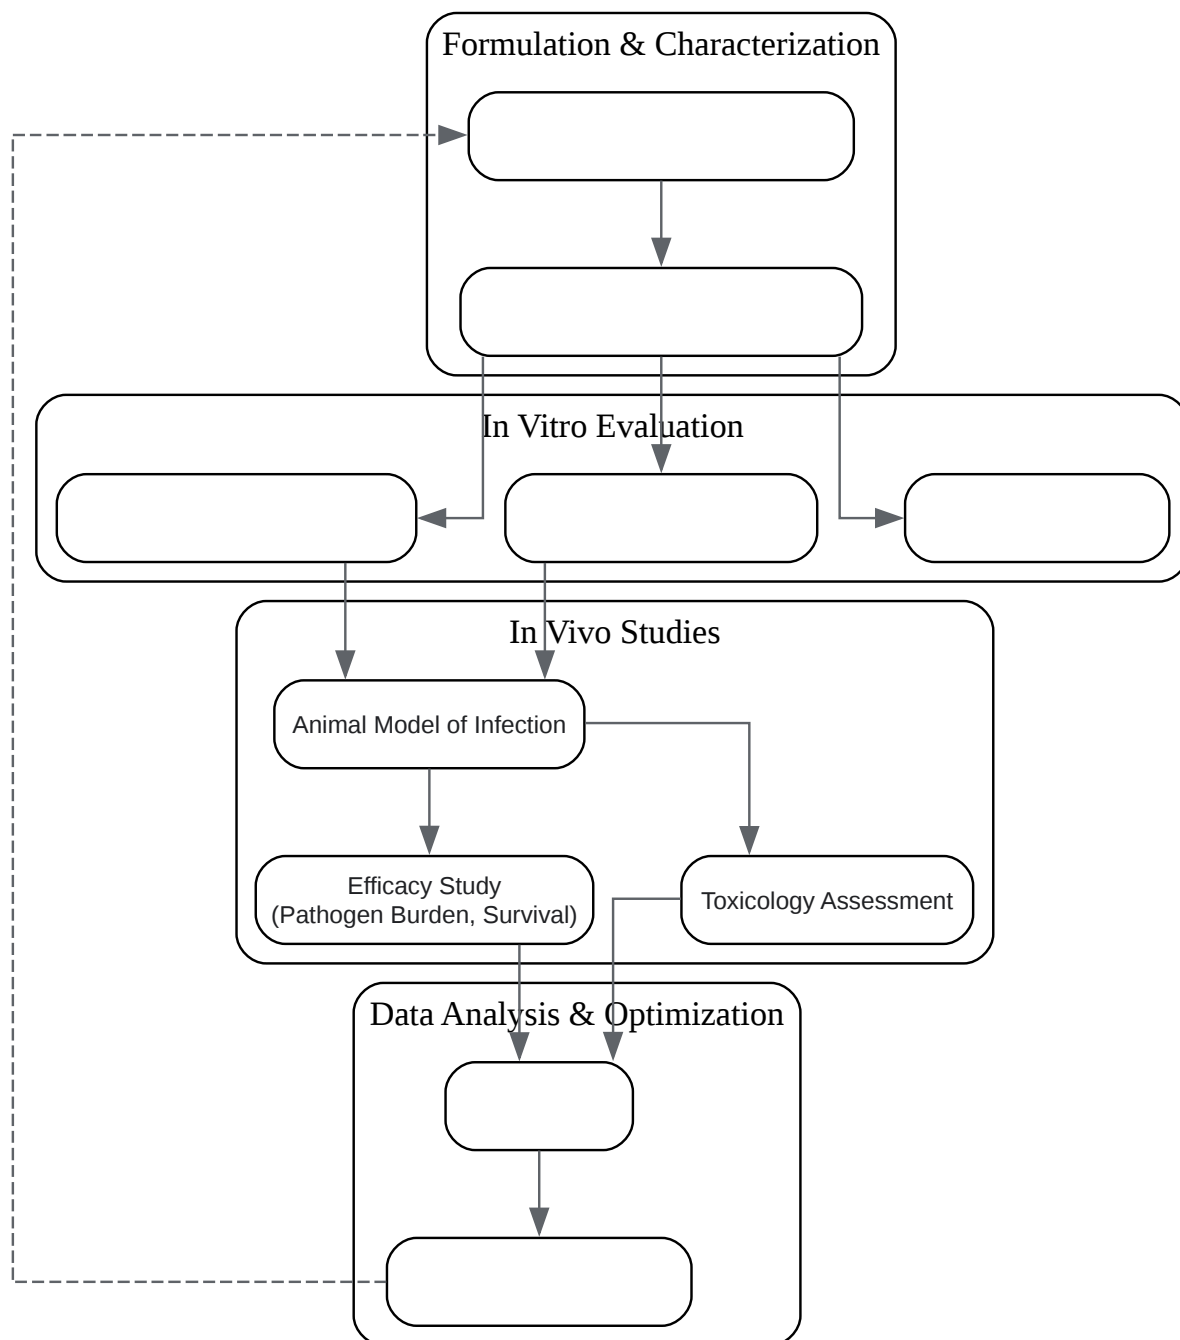 Formulation & Characterization
In Vitro Evaluation
In Vivo Studies
Animal Model of Infection
Efficacy Study
(Pathogen Burden, Survival)
Toxicology Assessment
Data Analysis & Optimization